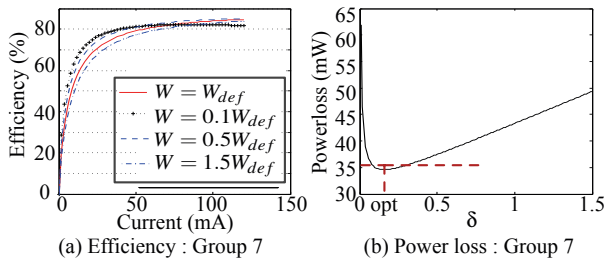 Efficiency (%)
80
60
40
20
0
W = W_def
W = 0.1W_def
W = 0.5W_def
W = 1.5W_def
0 50 100 150
Current (mA)
(a) Efficiency : Group 7
Powerloss (mW)
60
50
45
40
35
30
0 opt 0.5 1 1.5
δ
(b) Power loss : Group 7